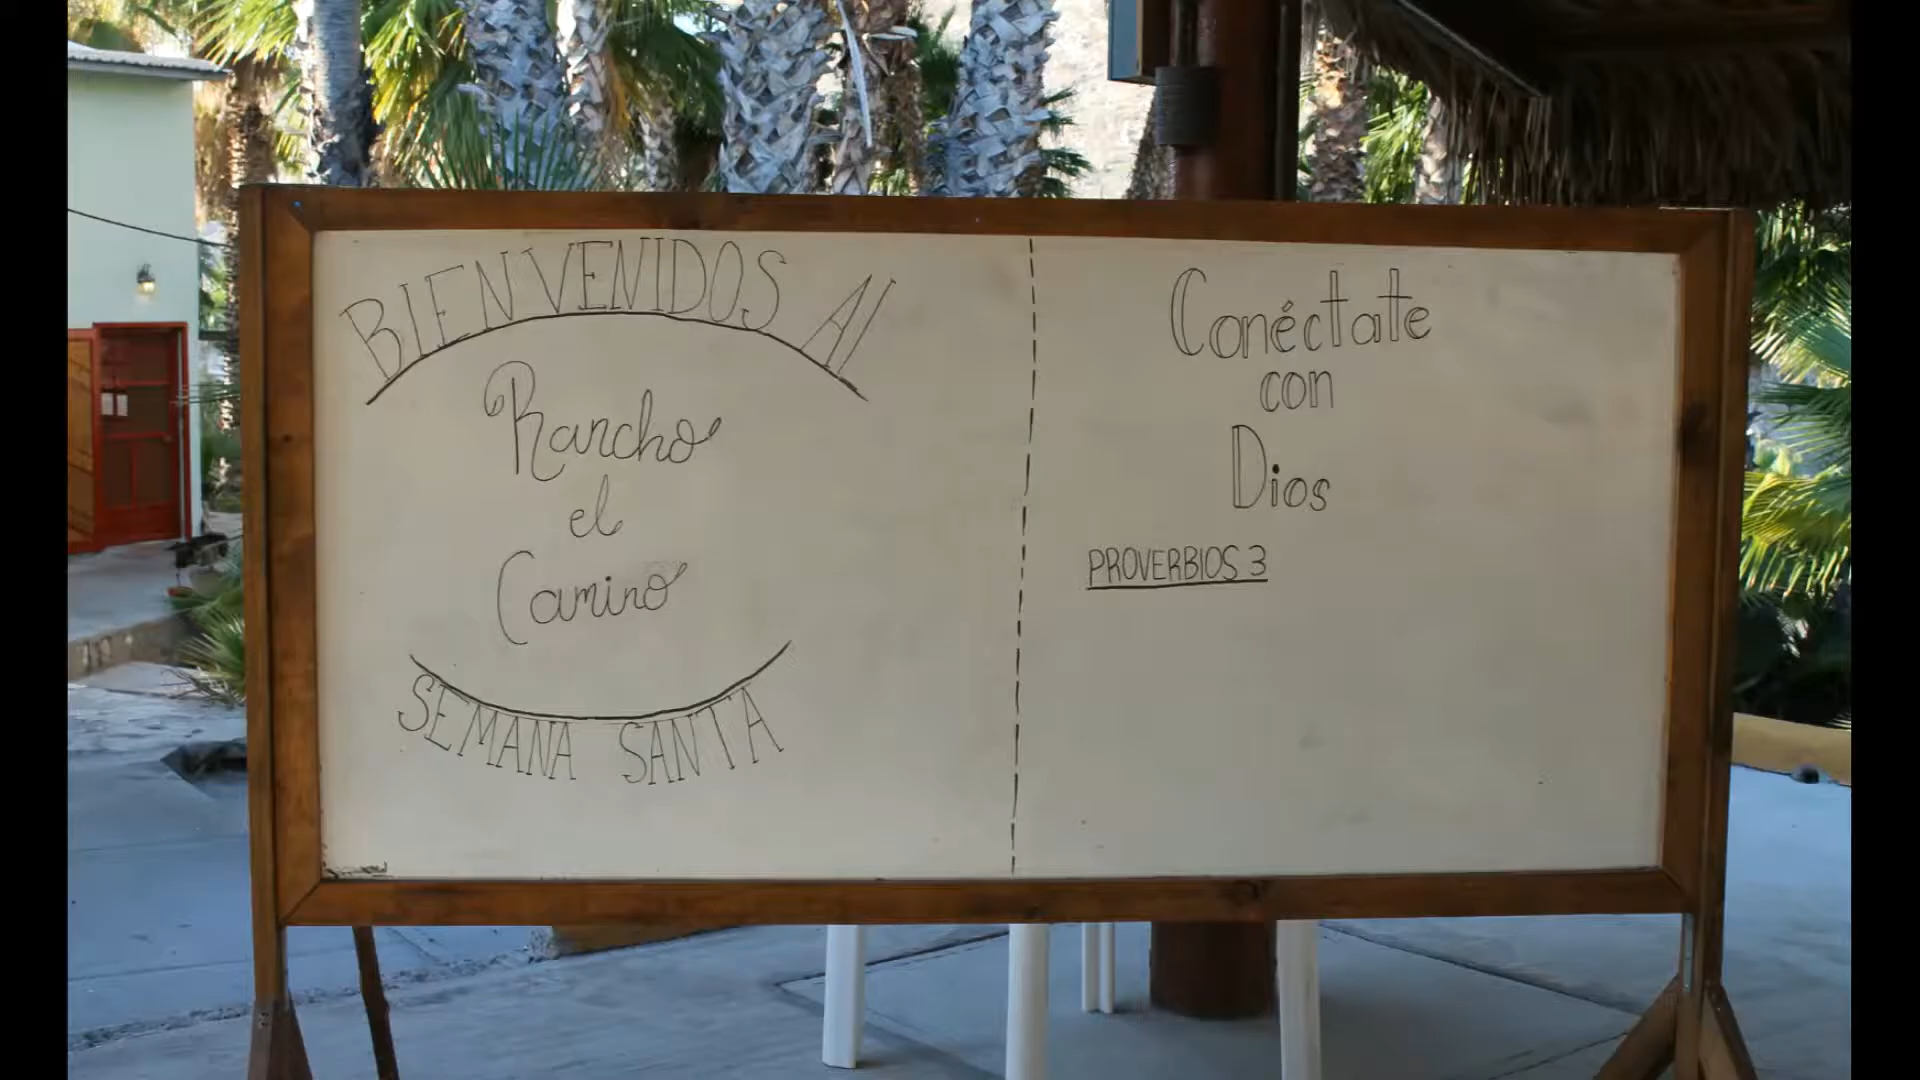 BIENVENIDOS Al
Rancho
el
Camino
SEMANA SANTA
Conéctate
con
Dios
PROVERBIOS 3